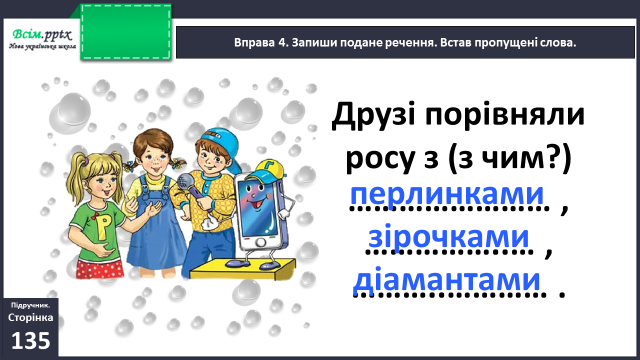 Всім.pptx
Нова українська школа
Вправа 4. Запиши подане речення. Встав пропущені слова.
Друзі порівняли
росу з (з чим?)
перлинками ,
зірочками ,
діамантами .
Р
Підручник.
Сторінка
135